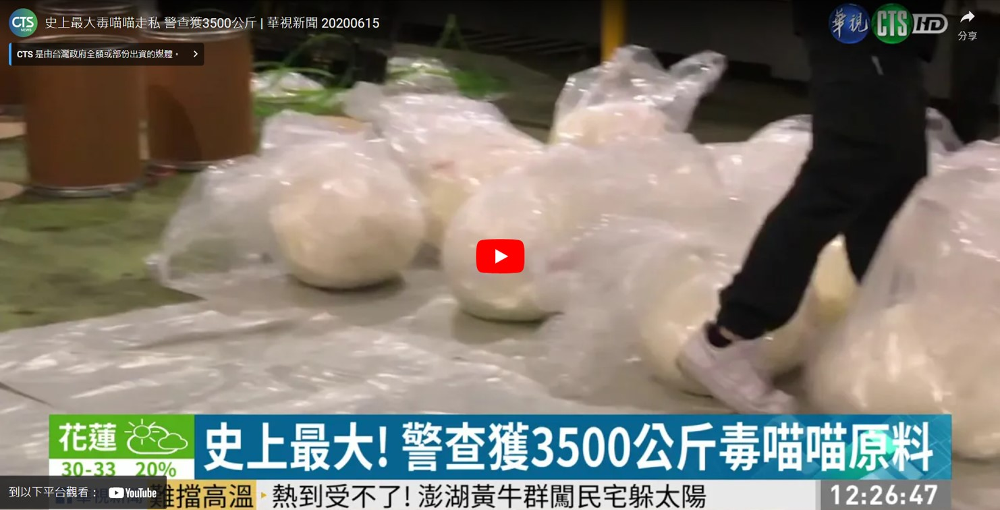 CTS NEWS
史上最大毒喵喵走私 警查獲3500公斤 | 華視新聞 20200615
華視 CTS HD
分享
CTS 是由台灣政府全額或部份出資的媒體。
花蓮
30-33 20%
史上最大! 警查獲3500公斤毒喵喵原料
到以下平台觀看： YouTube
難擋高溫
熱到受不了! 澎湖黃牛群闖民宅躲太陽
12:26:47